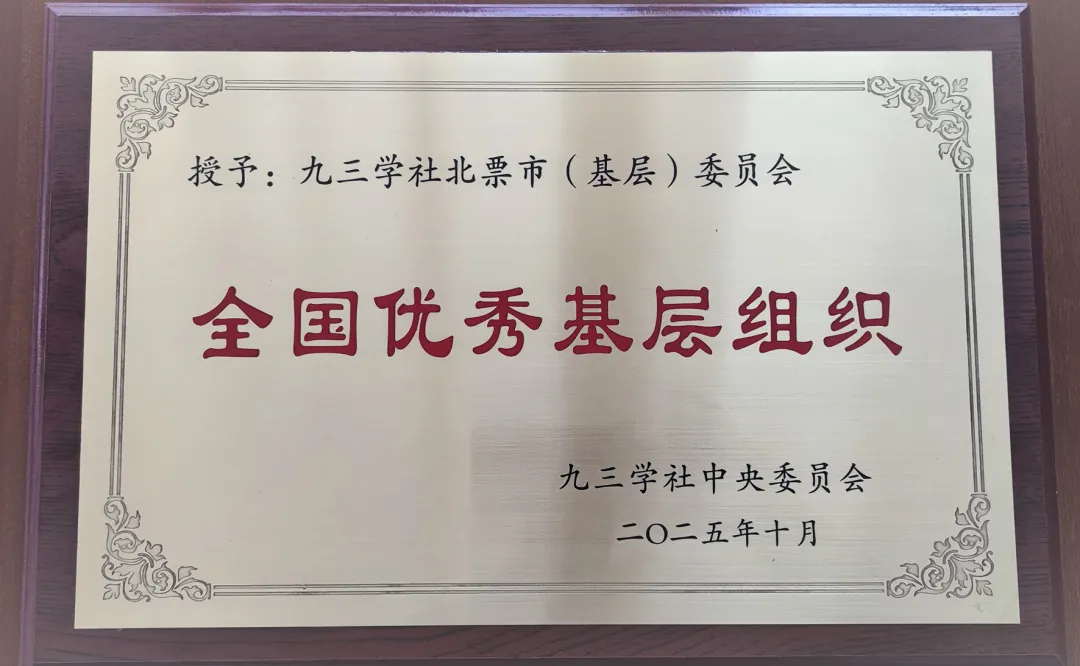 授予：九三学社北票市（基层）委员会
全国优秀基层组织
九三学社中央委员会
二〇二五年十月